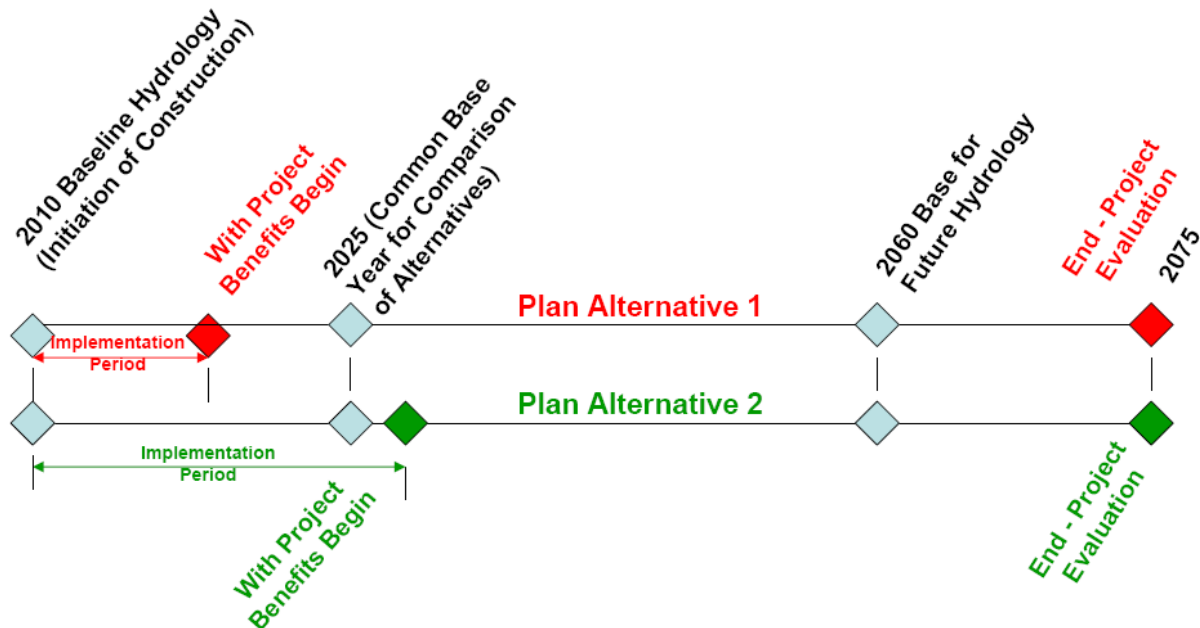 2010 Baseline Hydrology
(Initiation of Construction)
With Project
Benefits Begin
2025 (Common Base
Year for Comparison
of Alternatives)
2060 Base for
Future Hydrology
End - Project
Evaluation
2075
Plan Alternative 1
Implementation
Period
Plan Alternative 2
Implementation
Period
With Project
Benefits Begin
End - Project
Evaluation